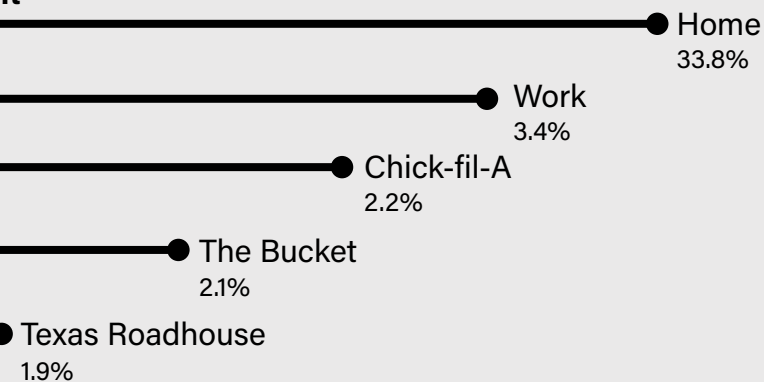 Home
33.8%
Work
3.4%
Chick-fil-A
2.2%
The Bucket
2.1%
Texas Roadhouse
1.9%